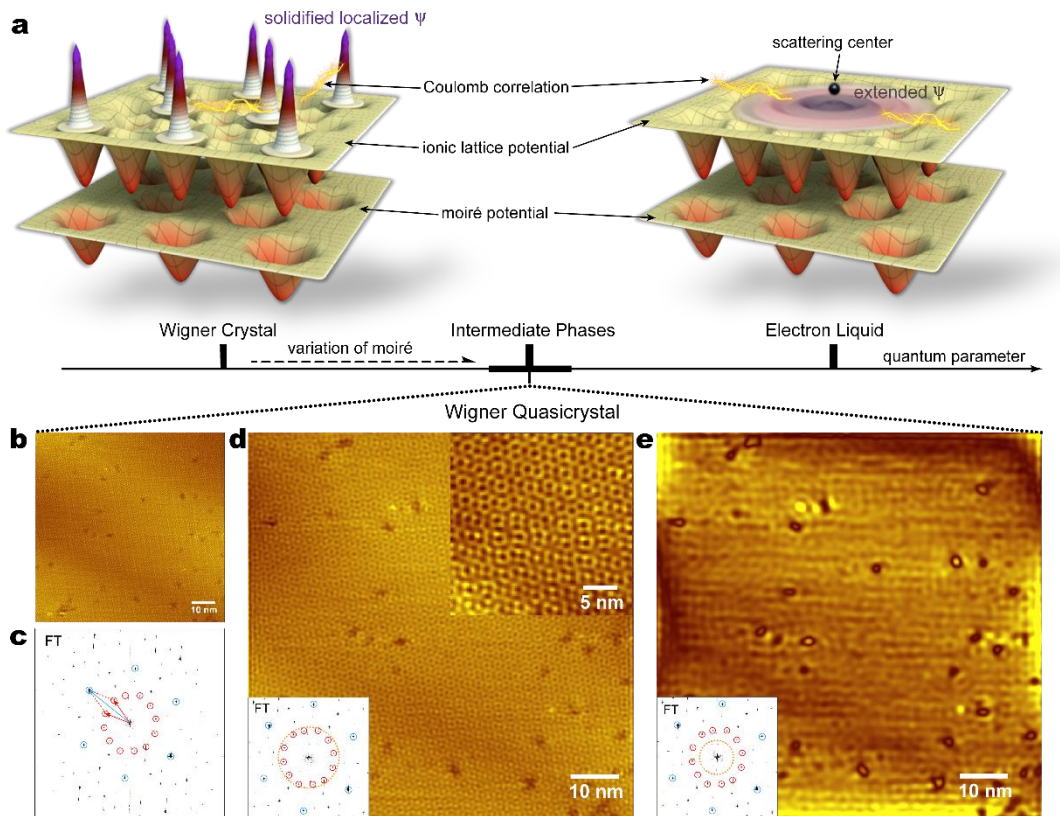 a
solidified localized Ψ
scattering center
Coulomb correlation
extended Ψ
ionic lattice potential
moiré potential
Wigner Crystal
Intermediate Phases
Electron Liquid
variation of moiré
quantum parameter
Wigner Quasicrystal
b
d
e
10 nm
5 nm
c
FT
FT
FT
10 nm
10 nm